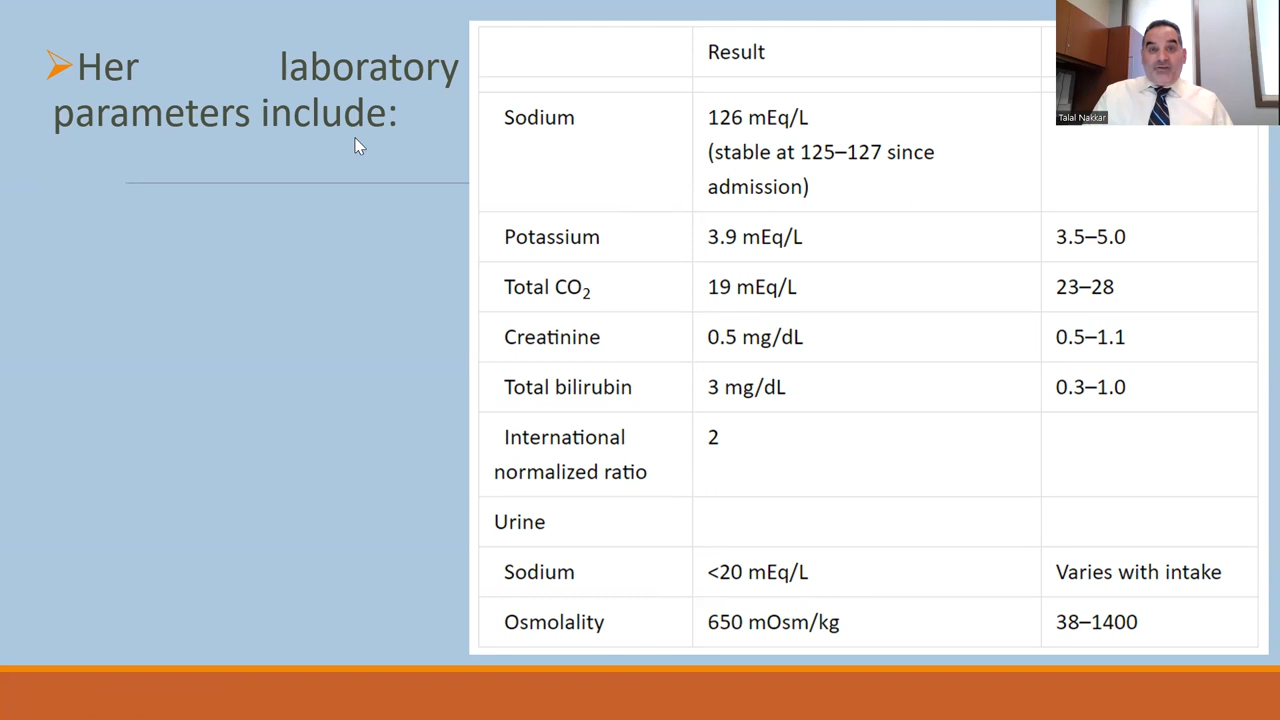 Her laboratory
parameters include:
Result
Sodium
126 mEq/L
(stable at 125–127 since
admission)
Potassium
3.9 mEq/L
3.5–5.0
Total CO₂
19 mEq/L
23–28
Creatinine
0.5 mg/dL
0.5–1.1
Total bilirubin
3 mg/dL
0.3–1.0
International
normalized ratio
2
Urine
Sodium
<20 mEq/L
Varies with intake
Osmolality
650 mOsm/kg
38–1400
Talal Nakkar